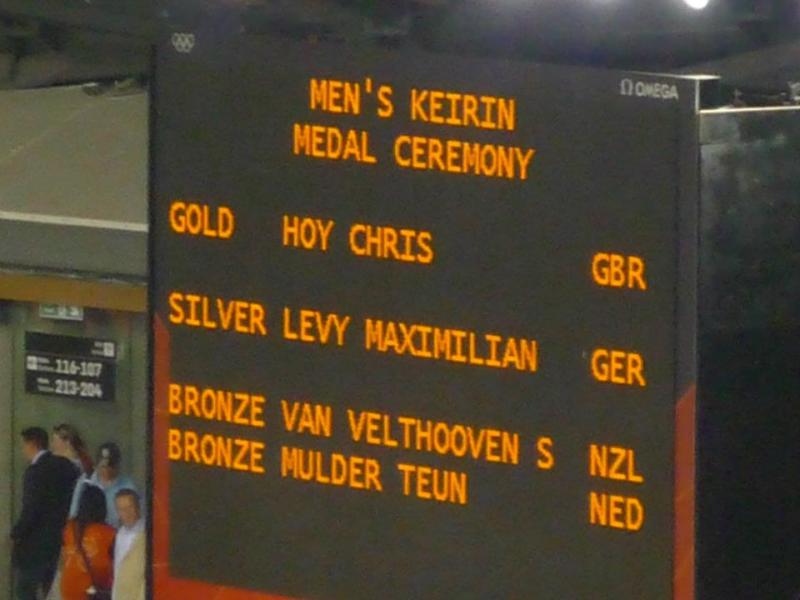 MEN'S KEIRIN
MEDAL CEREMONY
GOLD HOY CHRIS GBR
SILVER LEVY MAXIMILIAN GER
BRONZE VAN VELTHOOVEN S NZL
BRONZE MULDER TEUN NED
Ω OMEGA
116-107
213-204